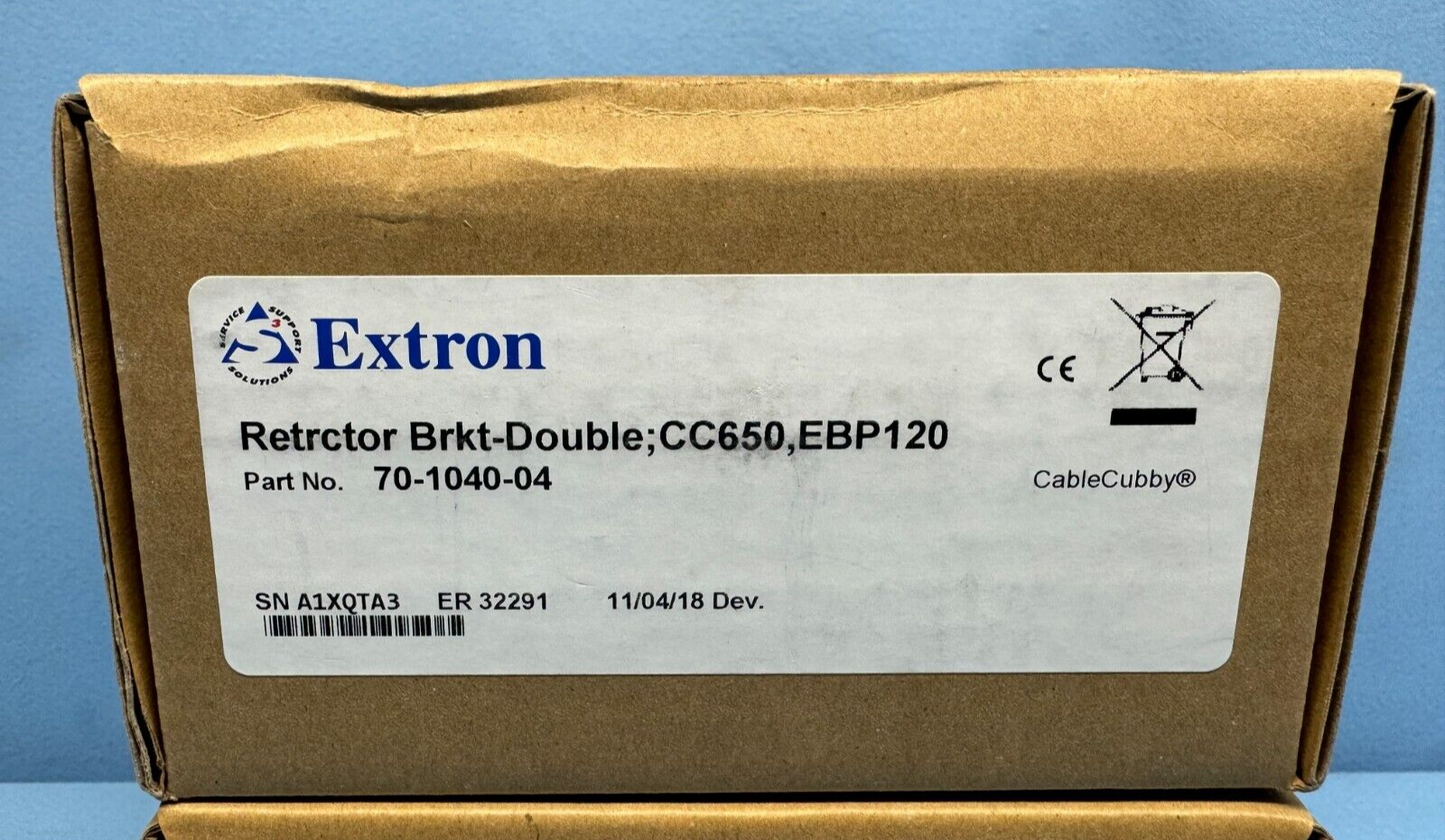 SERVICE SUPPORT SOLUTIONS
S3
Extron
CE
Retrctor Brkt-Double;CC650,EBP120
Part No. 70-1040-04
CableCubby®
SN A1XQTA3 ER 32291 11/04/18 Dev.